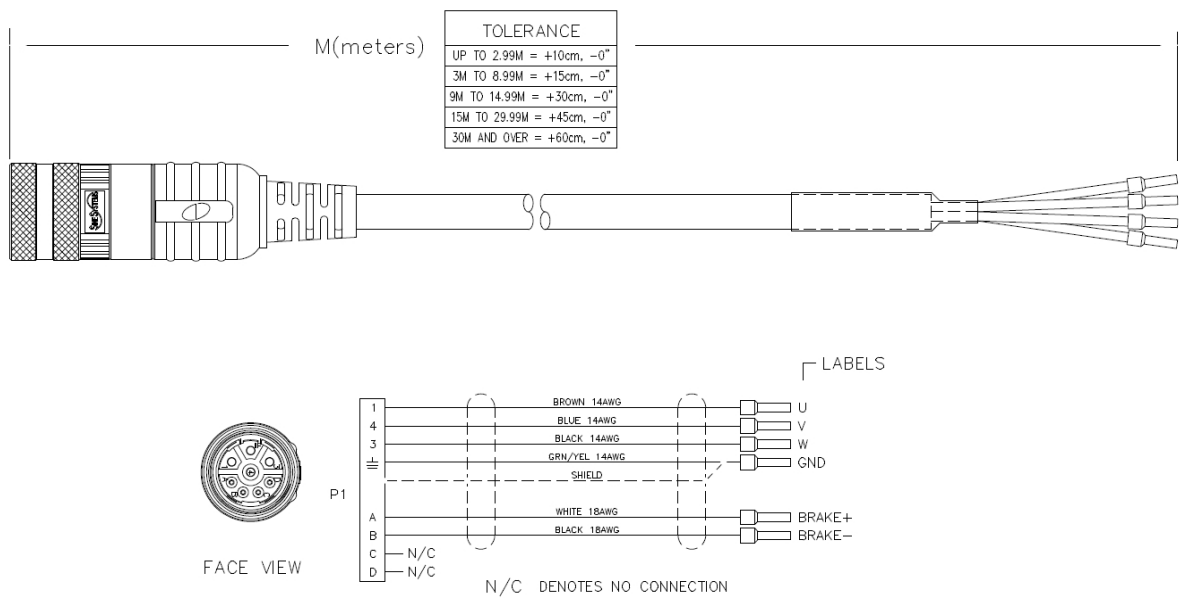 M(meters)
TOLERANCE
UP TO 2.99M = +10cm, -0"
3M TO 8.99M = +15cm, -0"
9M TO 14.99M = +30cm, -0"
15M TO 29.99M = +45cm, -0"
30M AND OVER = +60cm, -0"
SineSystems
LABELS
1 BROWN 14AWG U
4 BLUE 14AWG V
3 BLACK 14AWG W
GRN/YEL 14AWG GND
SHIELD
P1
A WHITE 18AWG BRAKE+
B BLACK 18AWG BRAKE-
C N/C
D N/C
FACE VIEW
N/C DENOTES NO CONNECTION